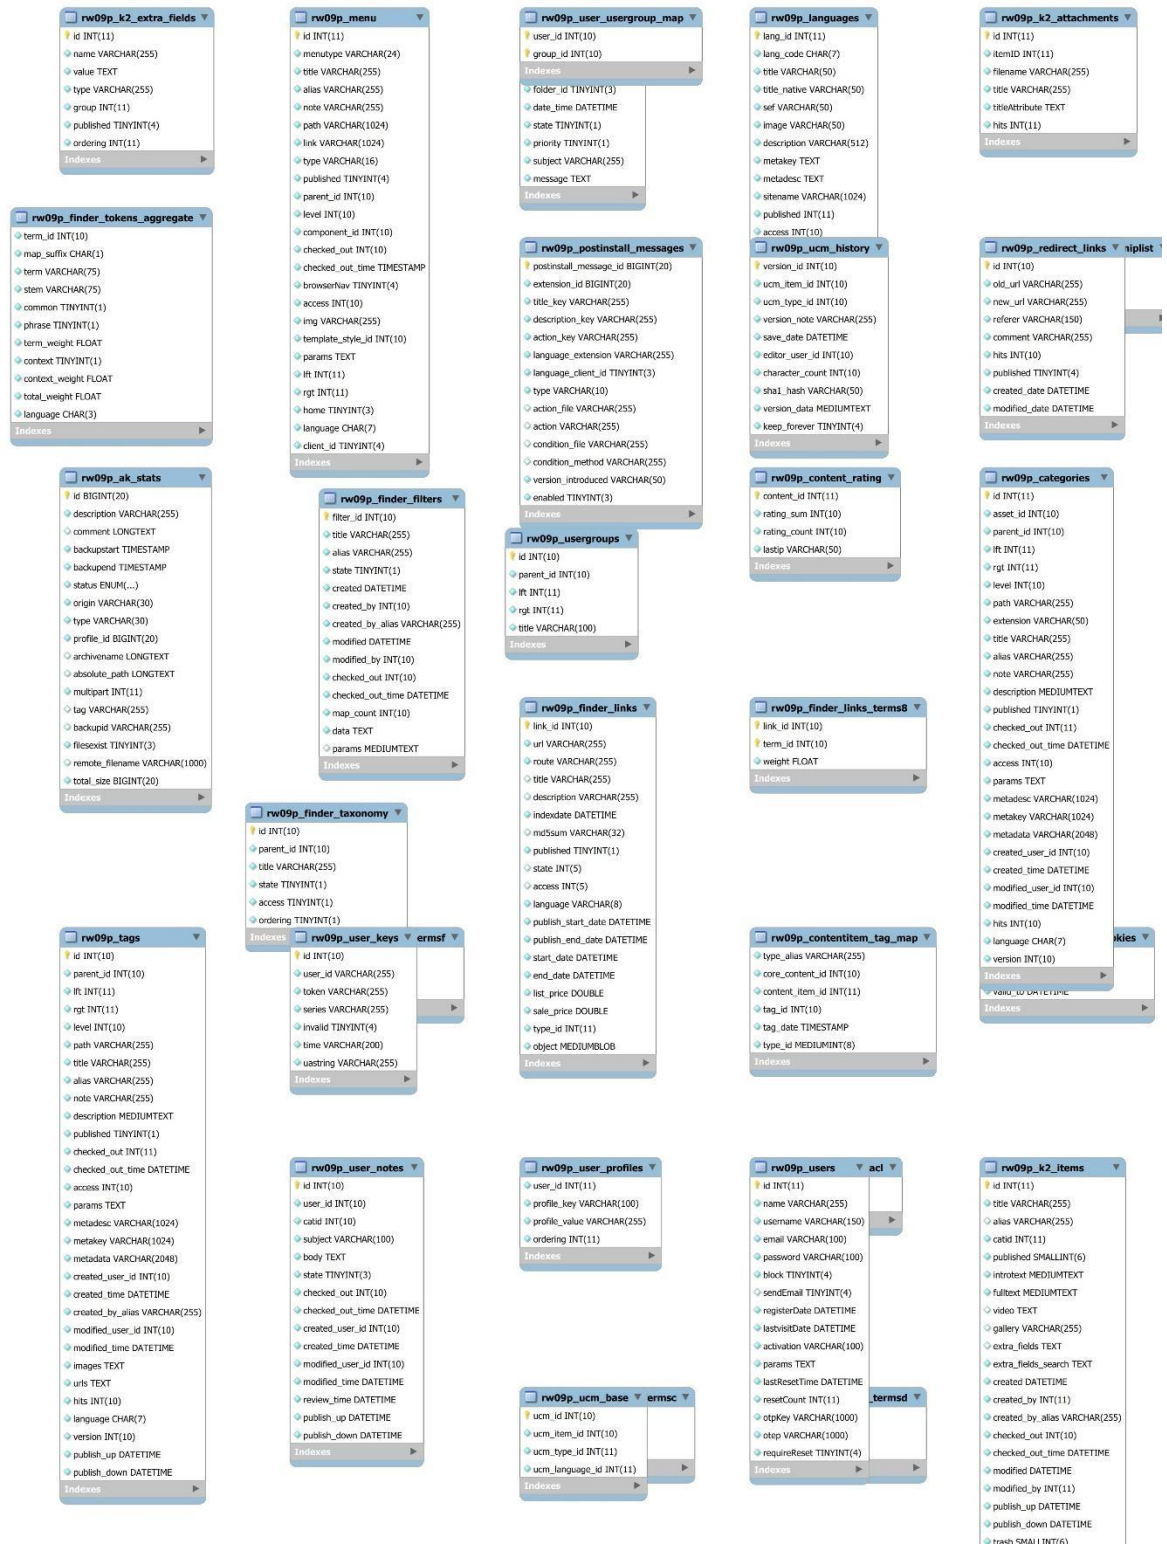 rw09p_k2_extra_fields
id INT(11)
name VARCHAR(255)
value TEXT
type VARCHAR(255)
group INT(11)
published TINYINT(4)
ordering INT(11)
Indexes
rw09p_menu
id INT(11)
menutype VARCHAR(24)
title VARCHAR(255)
alias VARCHAR(255)
note VARCHAR(255)
path VARCHAR(1024)
link VARCHAR(1024)
type VARCHAR(16)
published TINYINT(4)
parent_id INT(10)
level INT(10)
component_id INT(10)
checked_out INT(10)
checked_out_time TIMESTAMP
browserNav TINYINT(4)
access INT(10)
img VARCHAR(255)
template_style_id INT(10)
params TEXT
lft INT(11)
rgt INT(11)
home TINYINT(3)
language CHAR(7)
client_id TINYINT(4)
Indexes
rw09p_user_usergroup_map
user_id INT(10)
group_id INT(10)
Indexes
folder_id TINYINT(3)
date_time DATETIME
state TINYINT(1)
priority TINYINT(1)
subject VARCHAR(255)
message TEXT
Indexes
rw09p_languages
lang_id INT(11)
lang_code CHAR(7)
title VARCHAR(50)
title_native VARCHAR(50)
sef VARCHAR(50)
image VARCHAR(50)
description VARCHAR(512)
metakey TEXT
metadesc TEXT
sitename VARCHAR(1024)
published INT(11)
access INT(10)
rw09p_k2_attachments
id INT(11)
itemID INT(11)
filename VARCHAR(255)
title VARCHAR(255)
titleAttribute TEXT
hits INT(11)
Indexes
rw09p_finder_tokens_aggregate
term_id INT(10)
map_suffix CHAR(1)
term VARCHAR(75)
stem VARCHAR(75)
common TINYINT(1)
phrase TINYINT(1)
term_weight FLOAT
context TINYINT(1)
context_weight FLOAT
total_weight FLOAT
language CHAR(3)
Indexes
rw09p_postinstall_messages
postinstall_message_id BIGINT(20)
extension_id BIGINT(20)
title_key VARCHAR(255)
description_key VARCHAR(255)
action_key VARCHAR(255)
language_extension VARCHAR(255)
language_client_id TINYINT(3)
type VARCHAR(10)
action_file VARCHAR(255)
action VARCHAR(255)
condition_file VARCHAR(255)
condition_method VARCHAR(255)
version_introduced VARCHAR(50)
enabled TINYINT(3)
Indexes
rw09p_ucm_history
version_id INT(10)
ucm_item_id INT(10)
ucm_type_id INT(10)
version_note VARCHAR(255)
save_date DATETIME
editor_user_id INT(10)
character_count INT(10)
sha1_hash VARCHAR(50)
version_data MEDIUMTEXT
keep_forever TINYINT(4)
Indexes
rw09p_redirect_links niplist
id INT(10)
old_url VARCHAR(255)
new_url VARCHAR(255)
referer VARCHAR(150)
comment VARCHAR(255)
hits INT(10)
published TINYINT(4)
created_date DATETIME
modified_date DATETIME
Indexes
rw09p_ak_stats
id BIGINT(20)
description VARCHAR(255)
comment LONGTEXT
backupstart TIMESTAMP
backupend TIMESTAMP
status ENUM(...)
origin VARCHAR(30)
type VARCHAR(30)
profile_id BIGINT(20)
archivename LONGTEXT
absolute_path LONGTEXT
multipart INT(11)
tag VARCHAR(255)
backupid VARCHAR(255)
filesexist TINYINT(3)
remote_filename VARCHAR(1000)
total_size BIGINT(20)
Indexes
rw09p_finder_filters
filter_id INT(10)
title VARCHAR(255)
alias VARCHAR(255)
state TINYINT(1)
created DATETIME
created_by INT(10)
created_by_alias VARCHAR(255)
modified DATETIME
modified_by INT(10)
checked_out INT(10)
checked_out_time DATETIME
map_count INT(10)
data TEXT
params MEDIUMTEXT
Indexes
rw09p_usergroups
id INT(10)
parent_id INT(10)
lft INT(11)
rgt INT(11)
title VARCHAR(100)
Indexes
rw09p_content_rating
content_id INT(11)
rating_sum INT(10)
rating_count INT(10)
lastip VARCHAR(50)
Indexes
rw09p_categories
id INT(11)
asset_id INT(10)
parent_id INT(10)
lft INT(11)
rgt INT(11)
level INT(10)
path VARCHAR(255)
extension VARCHAR(50)
title VARCHAR(255)
alias VARCHAR(255)
note VARCHAR(255)
description MEDIUMTEXT
published TINYINT(1)
checked_out INT(11)
checked_out_time DATETIME
access INT(10)
params TEXT
metadesc VARCHAR(1024)
metakey VARCHAR(1024)
metadata VARCHAR(2048)
created_user_id INT(10)
created_time DATETIME
modified_user_id INT(10)
modified_time DATETIME
hits INT(10)
language CHAR(7)
version INT(10)
Indexes
okies
valid_to DATETIME
Indexes
rw09p_finder_links
link_id INT(10)
url VARCHAR(255)
route VARCHAR(255)
title VARCHAR(255)
description VARCHAR(255)
indexdate DATETIME
md5sum VARCHAR(32)
published TINYINT(1)
state INT(5)
access INT(5)
language VARCHAR(8)
publish_start_date DATETIME
publish_end_date DATETIME
start_date DATETIME
end_date DATETIME
list_price DOUBLE
sale_price DOUBLE
type_id INT(11)
object MEDIUMBLOB
Indexes
rw09p_finder_links_terms8
link_id INT(10)
term_id INT(10)
weight FLOAT
Indexes
rw09p_finder_taxonomy
id INT(10)
parent_id INT(10)
title VARCHAR(255)
state TINYINT(1)
access TINYINT(1)
ordering TINYINT(1)
Indexes
rw09p_tags
id INT(10)
parent_id INT(10)
lft INT(11)
rgt INT(11)
level INT(10)
path VARCHAR(255)
title VARCHAR(255)
alias VARCHAR(255)
note VARCHAR(255)
description MEDIUMTEXT
published TINYINT(1)
checked_out INT(11)
checked_out_time DATETIME
access INT(10)
params TEXT
metadesc VARCHAR(1024)
metakey VARCHAR(1024)
metadata VARCHAR(2048)
created_user_id INT(10)
created_time DATETIME
created_by_alias VARCHAR(255)
modified_user_id INT(10)
modified_time DATETIME
images TEXT
urls TEXT
hits INT(10)
language CHAR(7)
version INT(10)
publish_up DATETIME
publish_down DATETIME
Indexes
rw09p_user_keys ermsf
id INT(10)
user_id VARCHAR(255)
token VARCHAR(255)
series VARCHAR(255)
invalid TINYINT(4)
time VARCHAR(200)
uastring VARCHAR(255)
Indexes
rw09p_contentitem_tag_map
type_alias VARCHAR(255)
core_content_id INT(10)
content_item_id INT(11)
tag_id INT(10)
tag_date TIMESTAMP
type_id MEDIUMINT(8)
Indexes
rw09p_user_notes
id INT(10)
user_id INT(10)
catid INT(10)
subject VARCHAR(100)
body TEXT
state TINYINT(3)
checked_out INT(10)
checked_out_time DATETIME
created_user_id INT(10)
created_time DATETIME
modified_user_id INT(10)
modified_time DATETIME
review_time DATETIME
publish_up DATETIME
publish_down DATETIME
Indexes
rw09p_user_profiles
user_id INT(11)
profile_key VARCHAR(100)
profile_value VARCHAR(255)
ordering INT(11)
Indexes
rw09p_users acl
id INT(11)
name VARCHAR(255)
username VARCHAR(150)
email VARCHAR(100)
password VARCHAR(100)
block TINYINT(4)
sendEmail TINYINT(4)
registerDate DATETIME
lastvisitDate DATETIME
activation VARCHAR(100)
params TEXT
lastResetTime DATETIME
resetCount INT(11) _termsd
otpKey VARCHAR(1000)
otep VARCHAR(1000)
requireReset TINYINT(4)
Indexes
rw09p_k2_items
id INT(11)
title VARCHAR(255)
alias VARCHAR(255)
catid INT(11)
published SMALLINT(6)
introtext MEDIUMTEXT
fulltext MEDIUMTEXT
video TEXT
gallery VARCHAR(255)
extra_fields TEXT
extra_fields_search TEXT
created DATETIME
created_by INT(11)
created_by_alias VARCHAR(255)
checked_out INT(10)
checked_out_time DATETIME
modified DATETIME
modified_by INT(11)
publish_up DATETIME
publish_down DATETIME
trash SMALLINT(6)
rw09p_ucm_base ermsc
ucm_id INT(10)
ucm_item_id INT(10)
ucm_type_id INT(11)
ucm_language_id INT(11)
Indexes